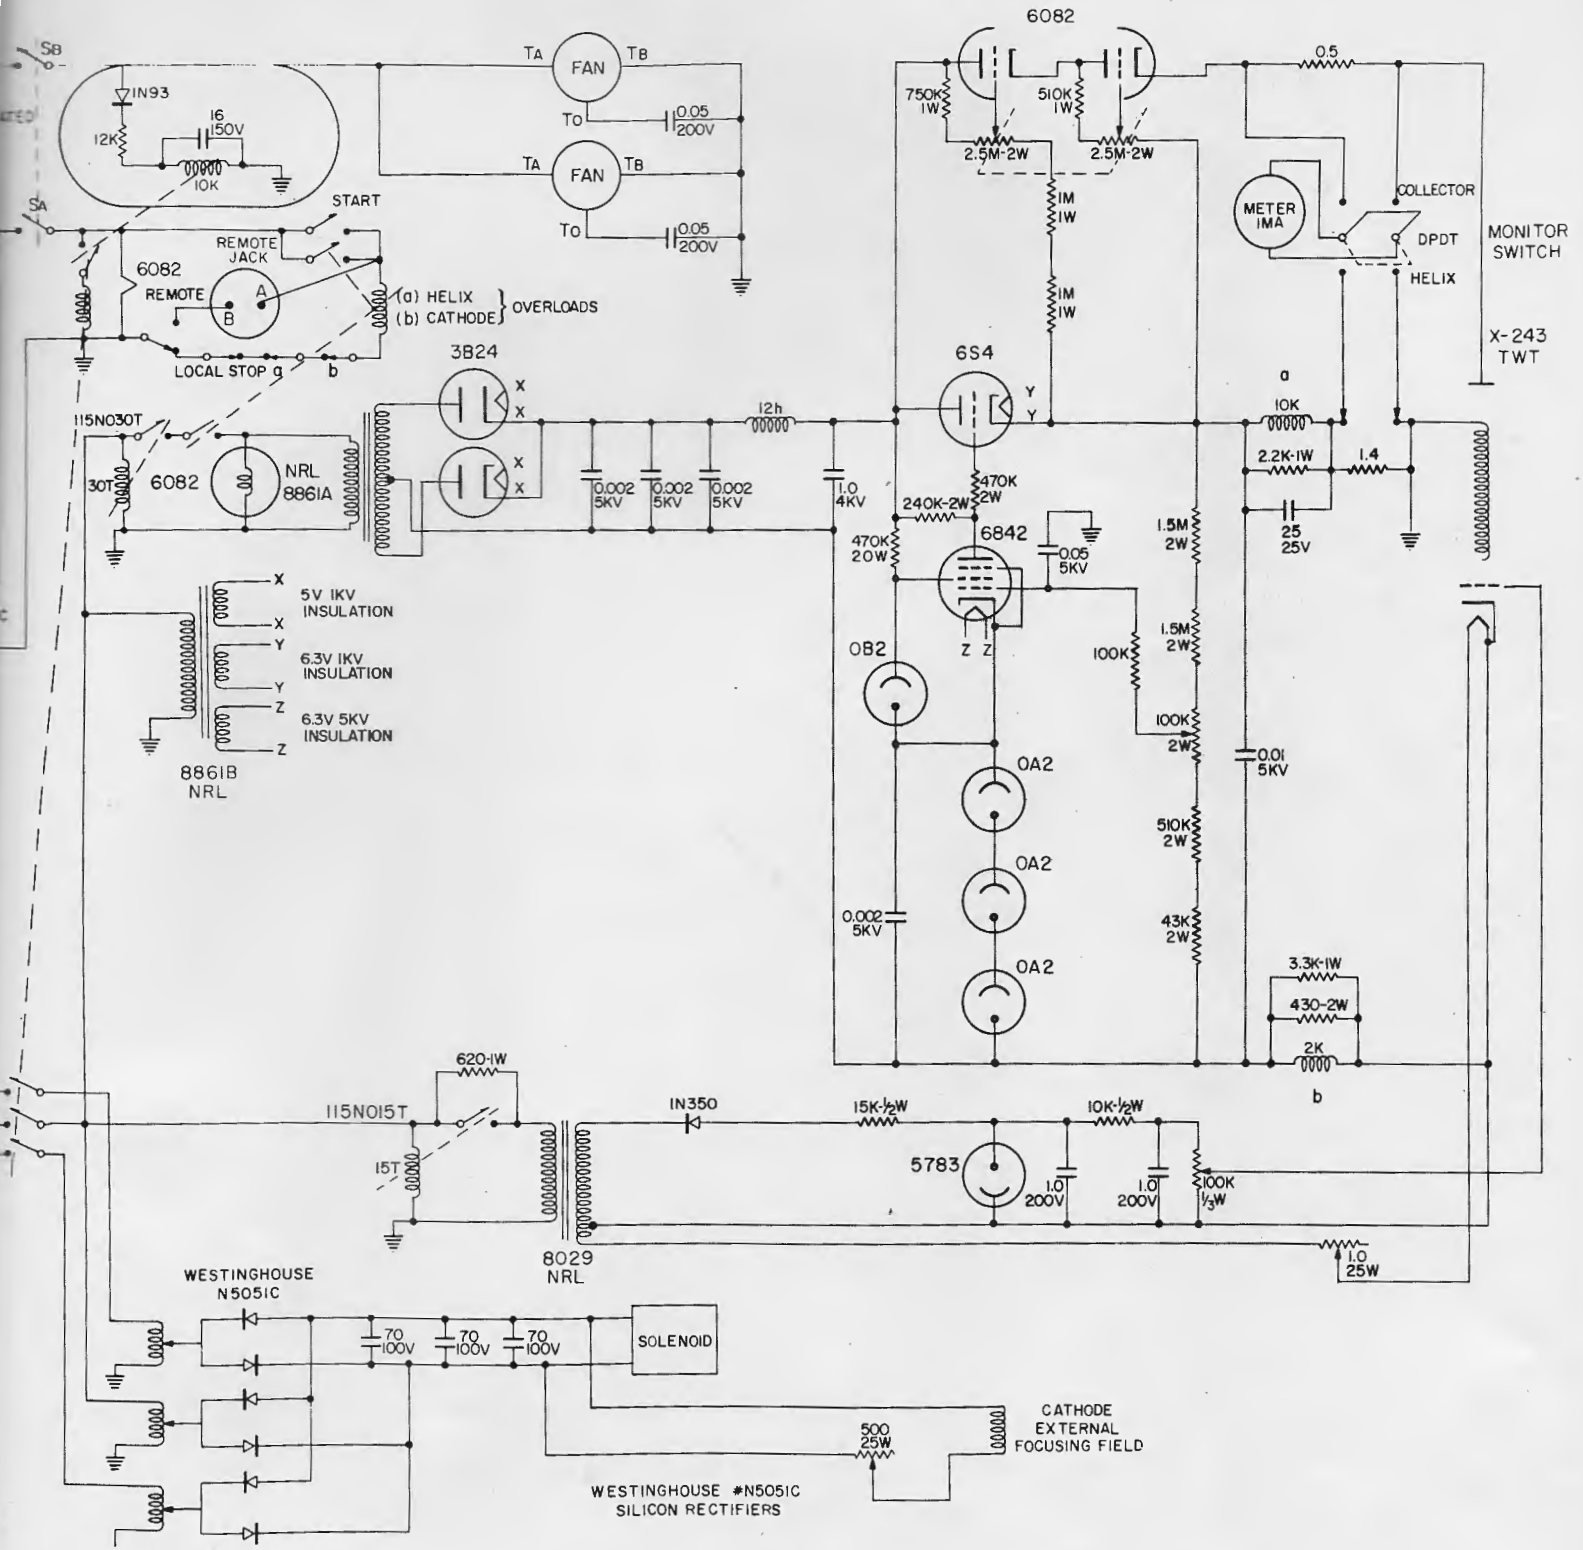 6082
SB
TA
FAN
TB
0.5
IN93
750K
1W
510K
1W
ATED
16
150V
12K
TO
0.05
200V
2.5M-2W
2.5M-2W
TA
FAN
TB
10K
1M
1W
COLLECTOR
SA
START
METER
1MA
TO
0.05
200V
DPDT
MONITOR
SWITCH
REMOTE
JACK
6082
REMOTE
A
B
HELIX
(a) HELIX
(b) CATHODE
OVERLOADS
1M
1W
X-243
TWT
LOCAL STOP a
b
3B24
6S4
X
X
Y
Y
a
10K
115NO30T
12h
30T
6082
NRL
8861A
X
X
0.002
5KV
0.002
5KV
0.002
5KV
1.0
4KV
470K
2W
240K-2W
2.2K-1W
1.4
25
25V
470K
20W
6842
0.05
5KV
1.5M
2W
X
5V 1KV
INSULATION
X
Y
6.3V 1KV
INSULATION
Y
Z
6.3V 5KV
INSULATION
Z
8861B
NRL
C
OB2
Z
Z
100K
1.5M
2W
100K
2W
0.01
5KV
OA2
510K
2W
OA2
0.002
5KV
43K
2W
OA2
3.3K-1W
430-2W
2K
b
620-1W
115NO15T
15T
1N350
15K-½W
10K-½W
5783
1.0
200V
1.0
200V
100K
⅓W
8029
NRL
1.0
25W
WESTINGHOUSE
N5051C
70
100V
70
100V
70
100V
SOLENOID
500
25W
CATHODE
EXTERNAL
FOCUSING FIELD
WESTINGHOUSE #N5051C
SILICON RECTIFIERS